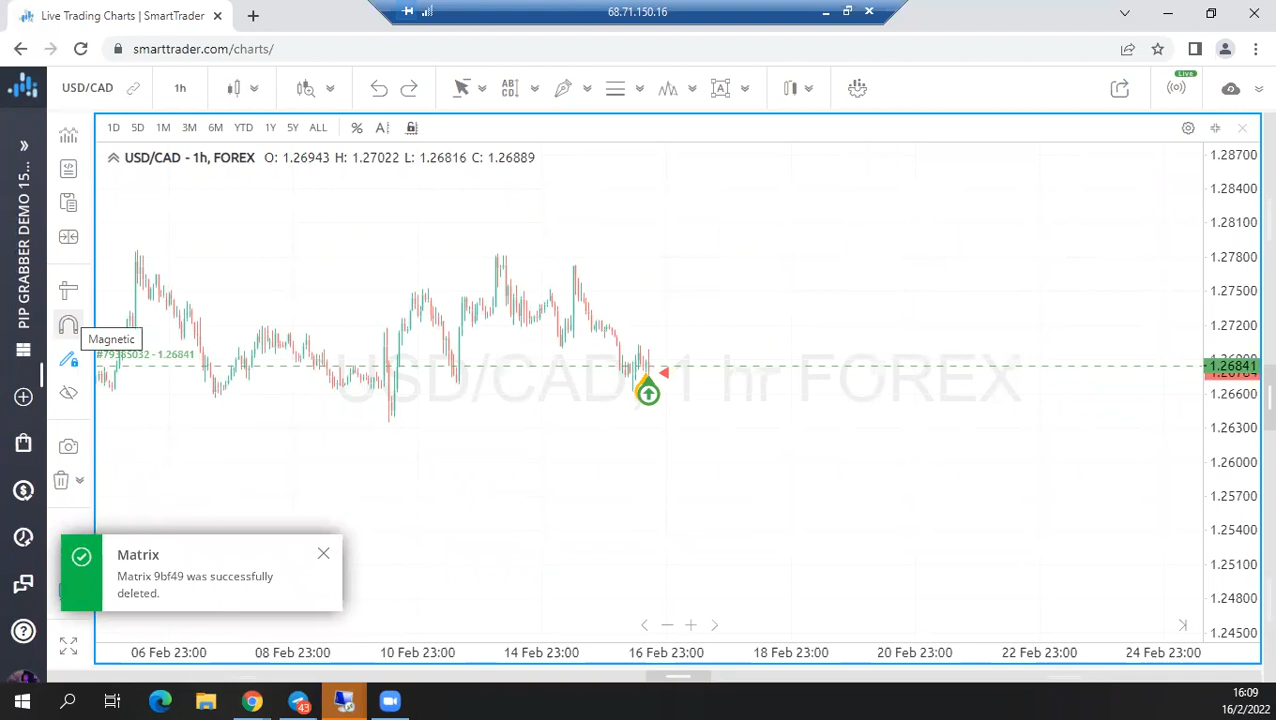 Live Trading Charts | SmartTrader
68.71.150.16
smarttrader.com/charts/
USD/CAD
1h
Live
1D 5D 1M 3M 6M YTD 1Y 5Y ALL
USD/CAD - 1h, FOREX O: 1.26943 H: 1.27022 L: 1.26816 C: 1.26889
PIP GRABBER DEMO 15...
Magnetic
#79385032 - 1.26841
USD/CAD, 1 hr FOREX
1.28700
1.28400
1.28100
1.27800
1.27500
1.27200
1.26841
1.26600
1.26300
1.26000
1.25700
1.25400
1.25100
1.24800
1.24500
Matrix
Matrix 9bf49 was successfully
deleted.
06 Feb 23:00 08 Feb 23:00 10 Feb 23:00 14 Feb 23:00 16 Feb 23:00 18 Feb 23:00 20 Feb 23:00 22 Feb 23:00 24 Feb 23:00
43
16:09
16/2/2022